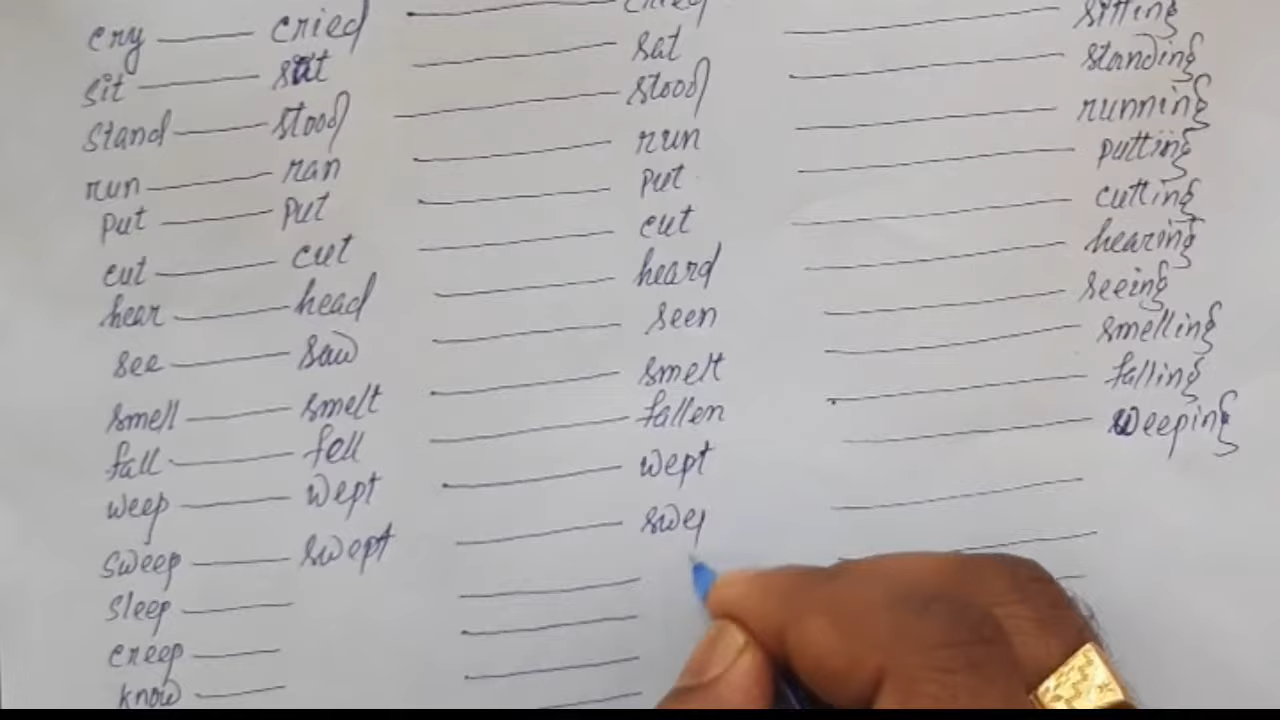 cry cried cried sitting
sit sat sat standing
stand stood stood running
run ran run putting
put put put cutting
cut cut cut hearing
hear head heard seeing
see saw seen smelling
smell smelt smelt falling
fall fell fallen weeping
weep wept wept
sweep swept swep
sleep
creep
know